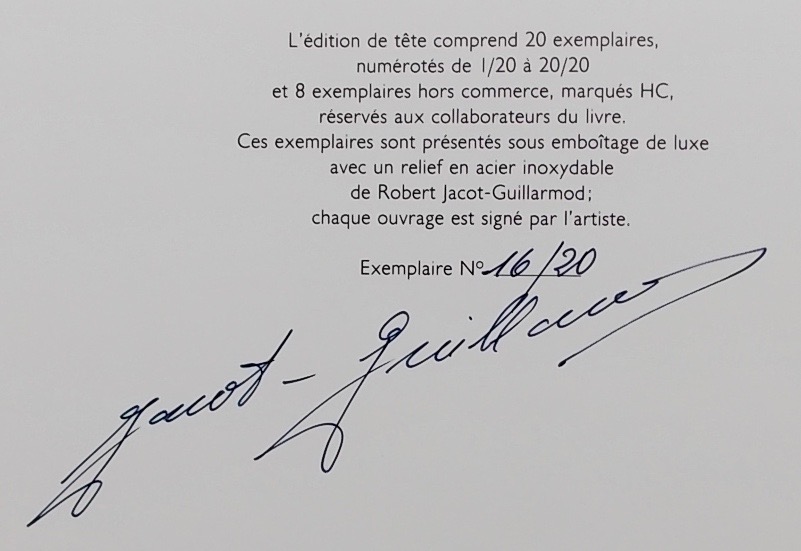 L'édition de tête comprend 20 exemplaires,
numérotés de 1/20 à 20/20
et 8 exemplaires hors commerce, marqués HC,
réservés aux collaborateurs du livre.
Ces exemplaires sont présentés sous emboîtage de luxe
avec un relief en acier inoxydable
de Robert Jacot-Guillarmod;
chaque ouvrage est signé par l'artiste.
Exemplaire N° 16/20
Jacot-Guillarmod